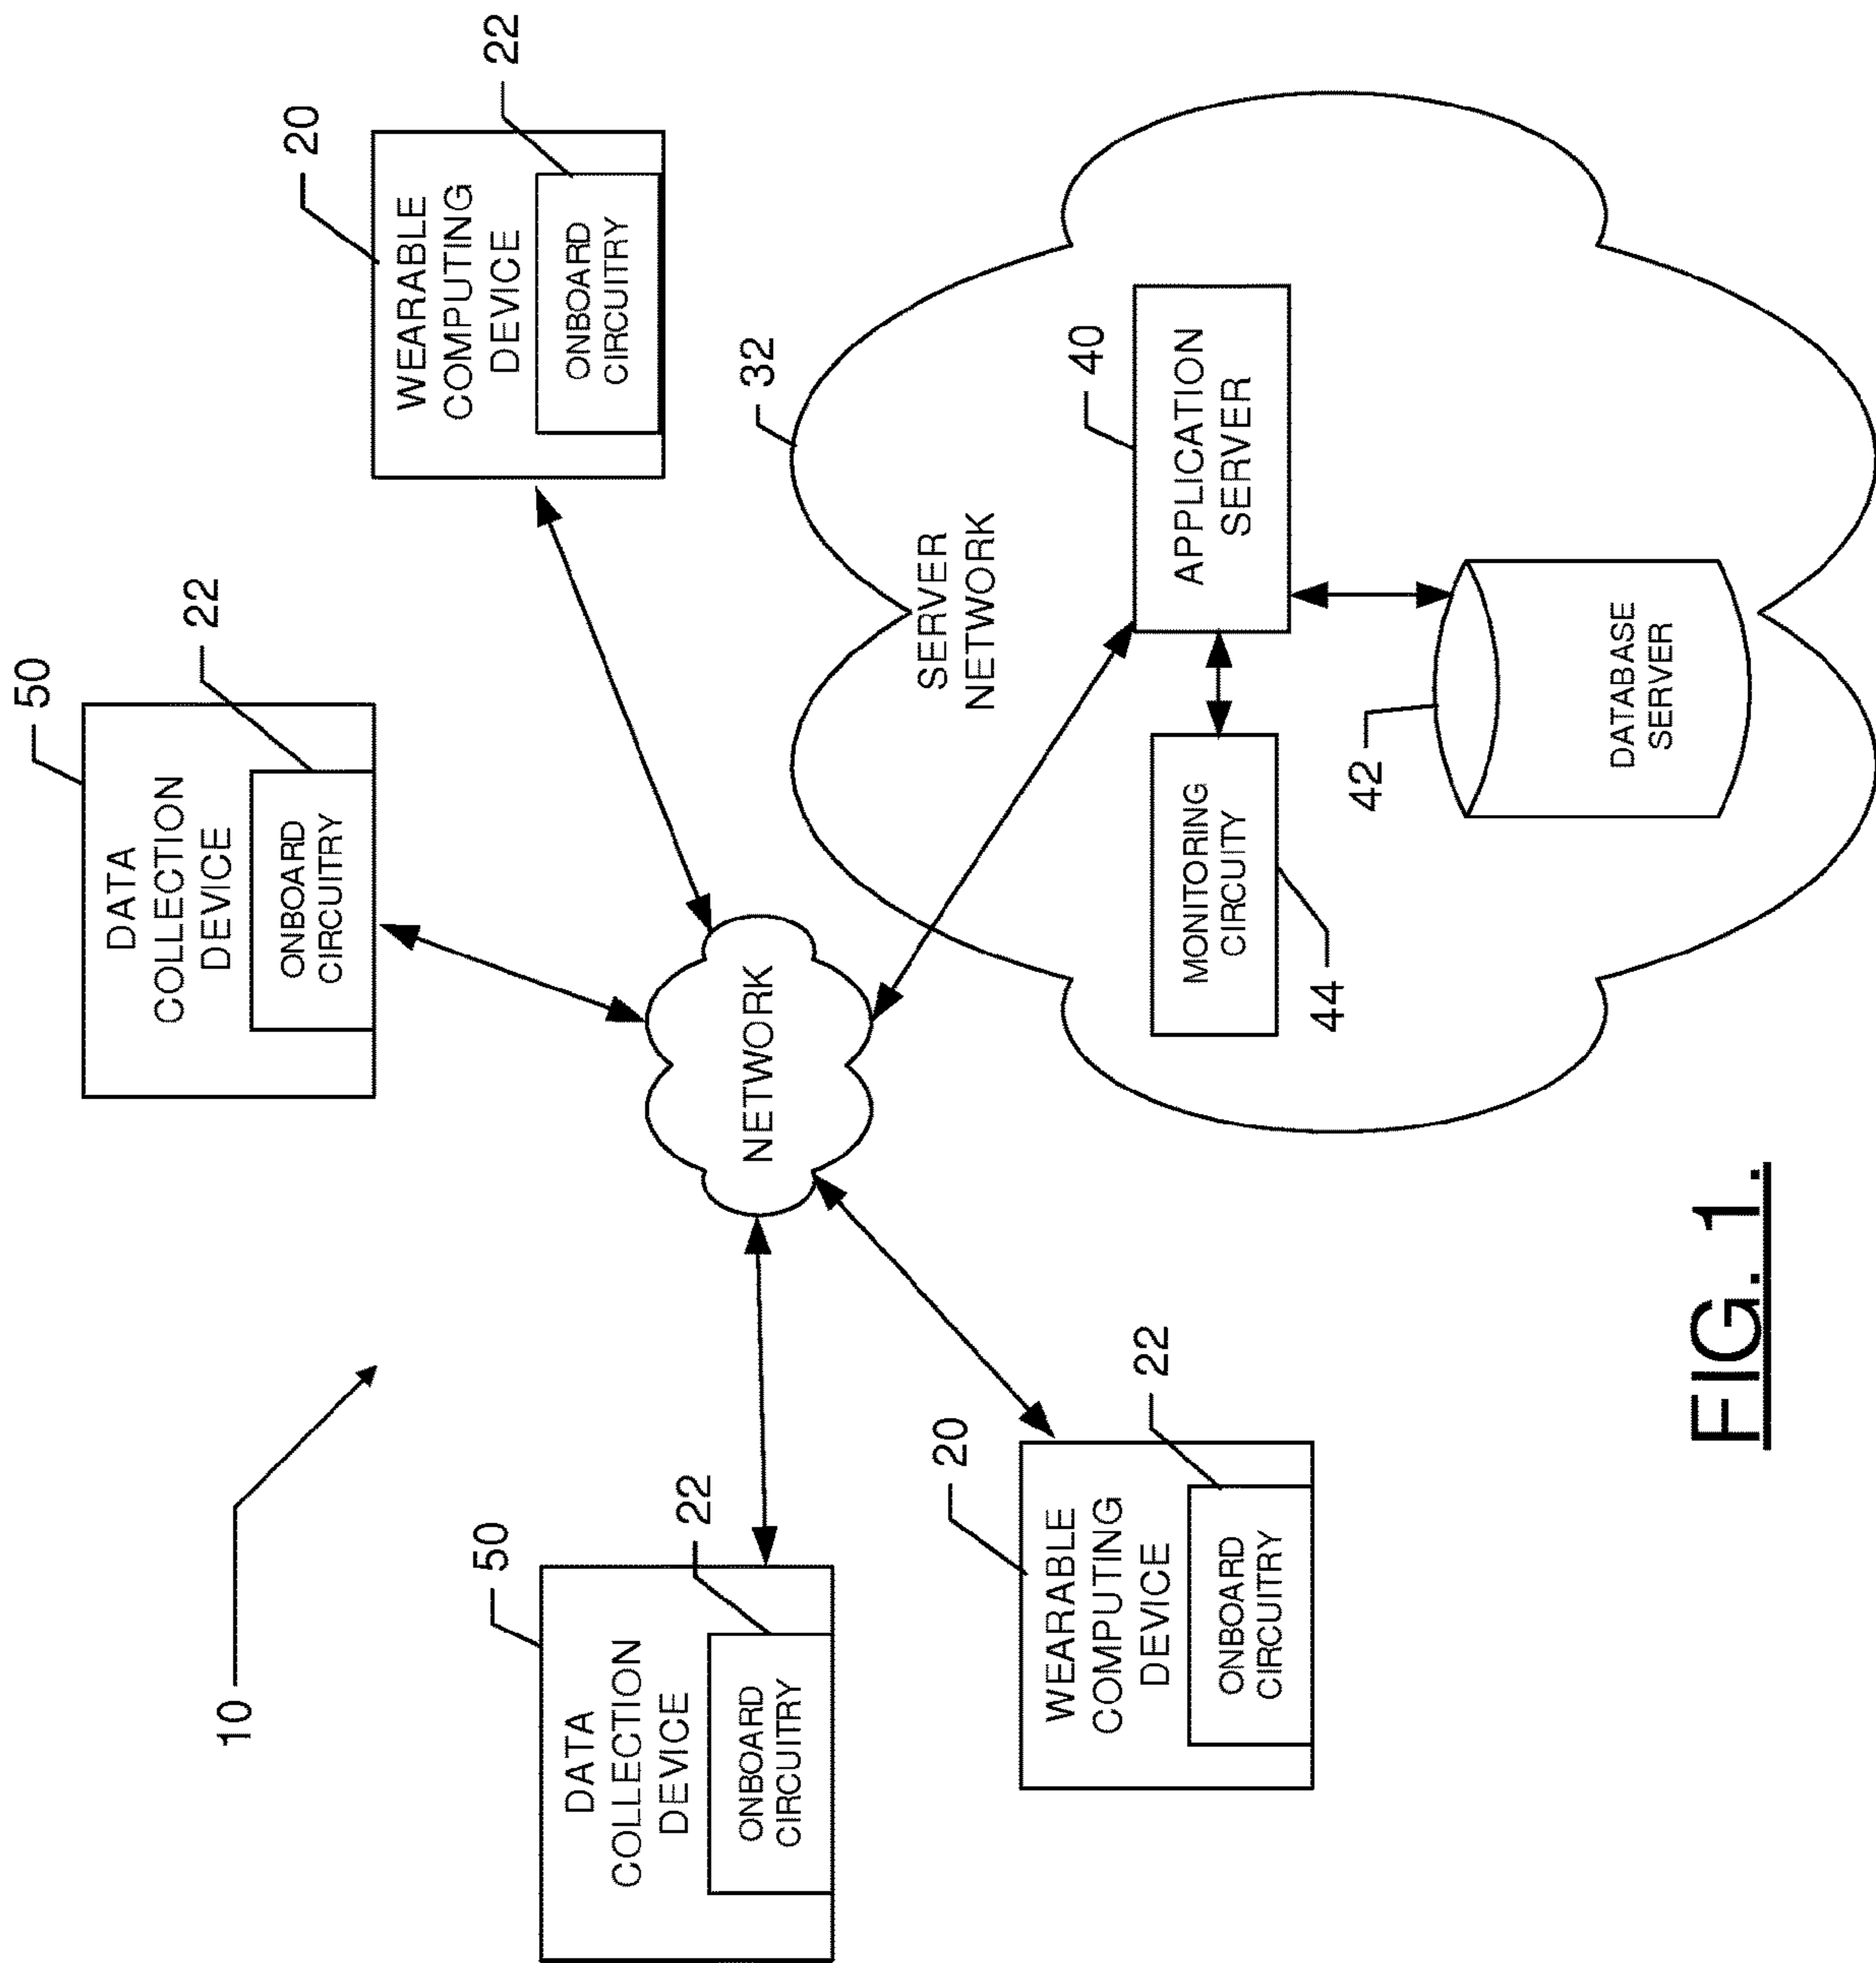 10
50
DATA
COLLECTION
DEVICE
22
ONBOARD
CIRCUITRY
50
DATA
COLLECTION
DEVICE
22
ONBOARD
CIRCUITRY
20
WEARABLE
COMPUTING
DEVICE
22
ONBOARD
CIRCUITRY
20
WEARABLE
COMPUTING
DEVICE
22
ONBOARD
CIRCUITRY
NETWORK
32
SERVER
NETWORK
40
APPLICATION
SERVER
MONITORING
CIRCUITY
44
42
DATABASE
SERVER
FIG. 1.